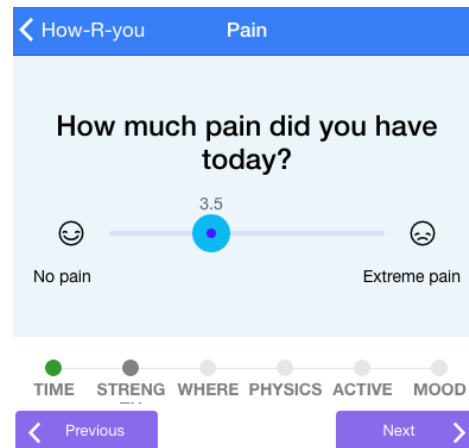 How-R-you
Pain
How much pain did you have
today?
3.5
No pain
Extreme pain
TIME
STRENG
WHERE
PHYSICS
ACTIVE
MOOD
Previous
Next